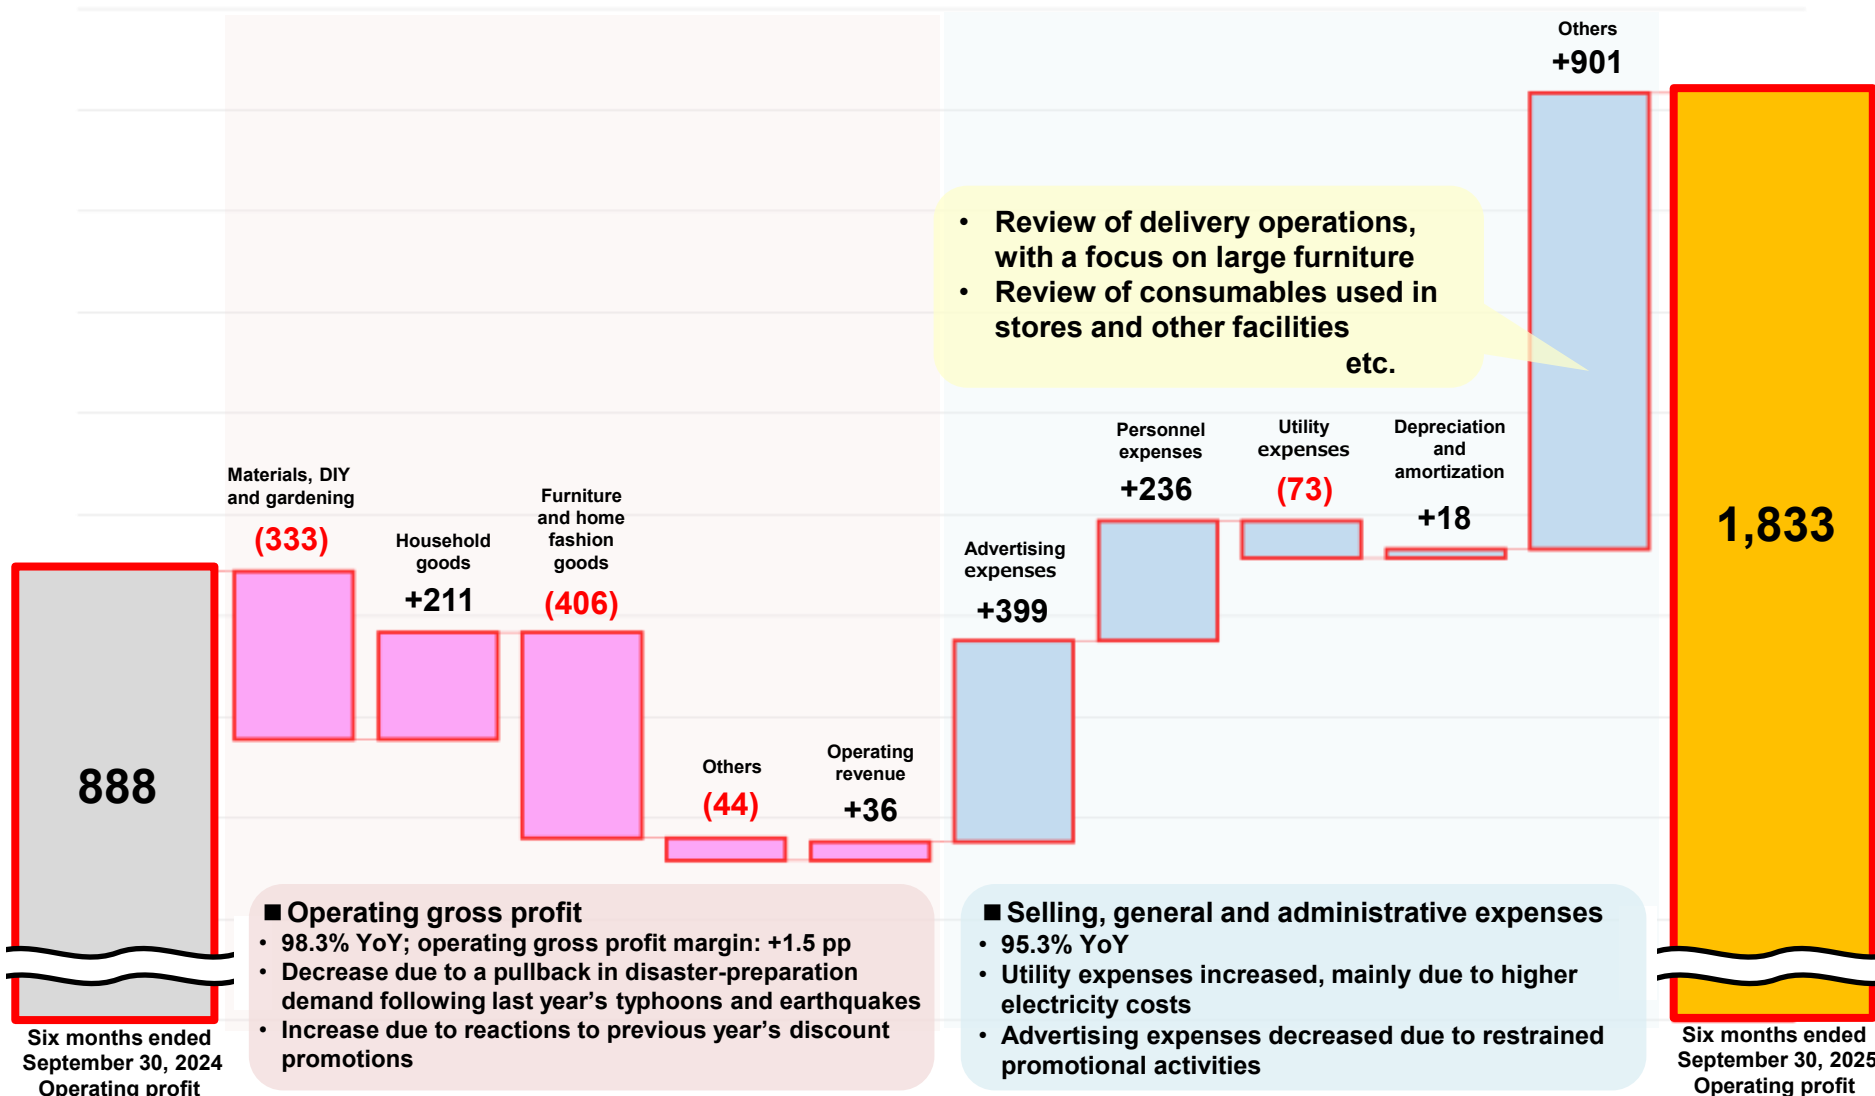 Others
+901
• Review of delivery operations,
with a focus on large furniture
• Review of consumables used in
stores and other facilities
etc.
Materials, DIY
and gardening
(333)
Household
goods
+211
Furniture
and home
fashion
goods
(406)
Others
(44)
Operating
revenue
+36
Advertising
expenses
+399
Personnel
expenses
+236
Utility
expenses
(73)
Depreciation
and
amortization
+18
888
1,833
■ Operating gross profit
• 98.3% YoY; operating gross profit margin: +1.5 pp
• Decrease due to a pullback in disaster-preparation
demand following last year’s typhoons and earthquakes
• Increase due to reactions to previous year’s discount
promotions
■ Selling, general and administrative expenses
• 95.3% YoY
• Utility expenses increased, mainly due to higher
electricity costs
• Advertising expenses decreased due to restrained
promotional activities
Six months ended
September 30, 2024
Operating profit
Six months ended
September 30, 2025
Operating profit